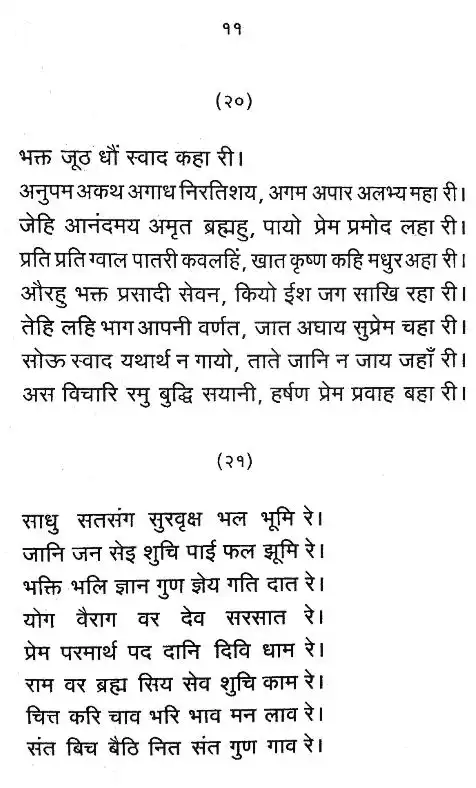 ११
(२०)
भक्त जूठ धौं स्वाद कहा री।
अनुपम अकथ अगाध निरतिशय, अगम अपार अलभ्य महा री।
जेहि आनंदमय अमृत ब्रह्महु, पायो प्रेम प्रमोद लहा री।
प्रति प्रति ग्वाल पातरी कवलहिं, खात कृष्ण कहि मधुर अहा री।
औरहु भक्त प्रसादी सेवन, कियो ईश जग साखि रहा री।
तेहि लहि भाग आपनी वर्णत, जात अघाय सुप्रेम चहा री।
सोऊ स्वाद यथार्थ न गायो, ताते जानि न जाय जहाँ री।
अस विचारि रमु बुद्धि सयानी, हर्षण प्रेम प्रवाह बहा री।
(२१)
साधु सतसंग सुरवृक्ष भल भूमि रे।
जानि जन सेइ शुचि पाई फल झूमि रे।
भक्ति भलि ज्ञान गुण ज्ञेय गति दात रे।
योग वैराग वर देव सरसात रे।
प्रेम परमार्थ पद दानि दिवि धाम रे।
राम वर ब्रह्म सिय सेव शुचि काम रे।
चित्त करि चाव भरि भाव मन लाव रे।
संत बिच बैठि नित संत गुण गाव रे।